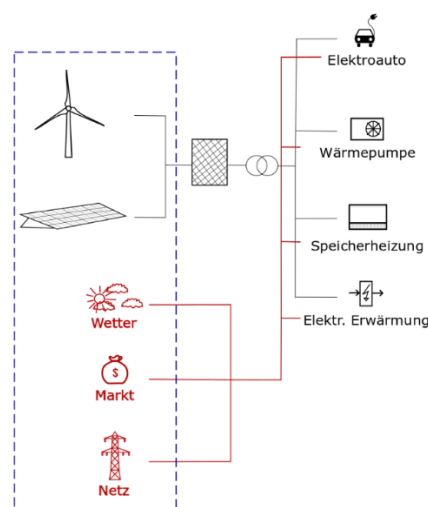 Elektroauto
Wärmepumpe
Speicherheizung
Elektr. Erwärmung
Wetter
$
Markt
Netz